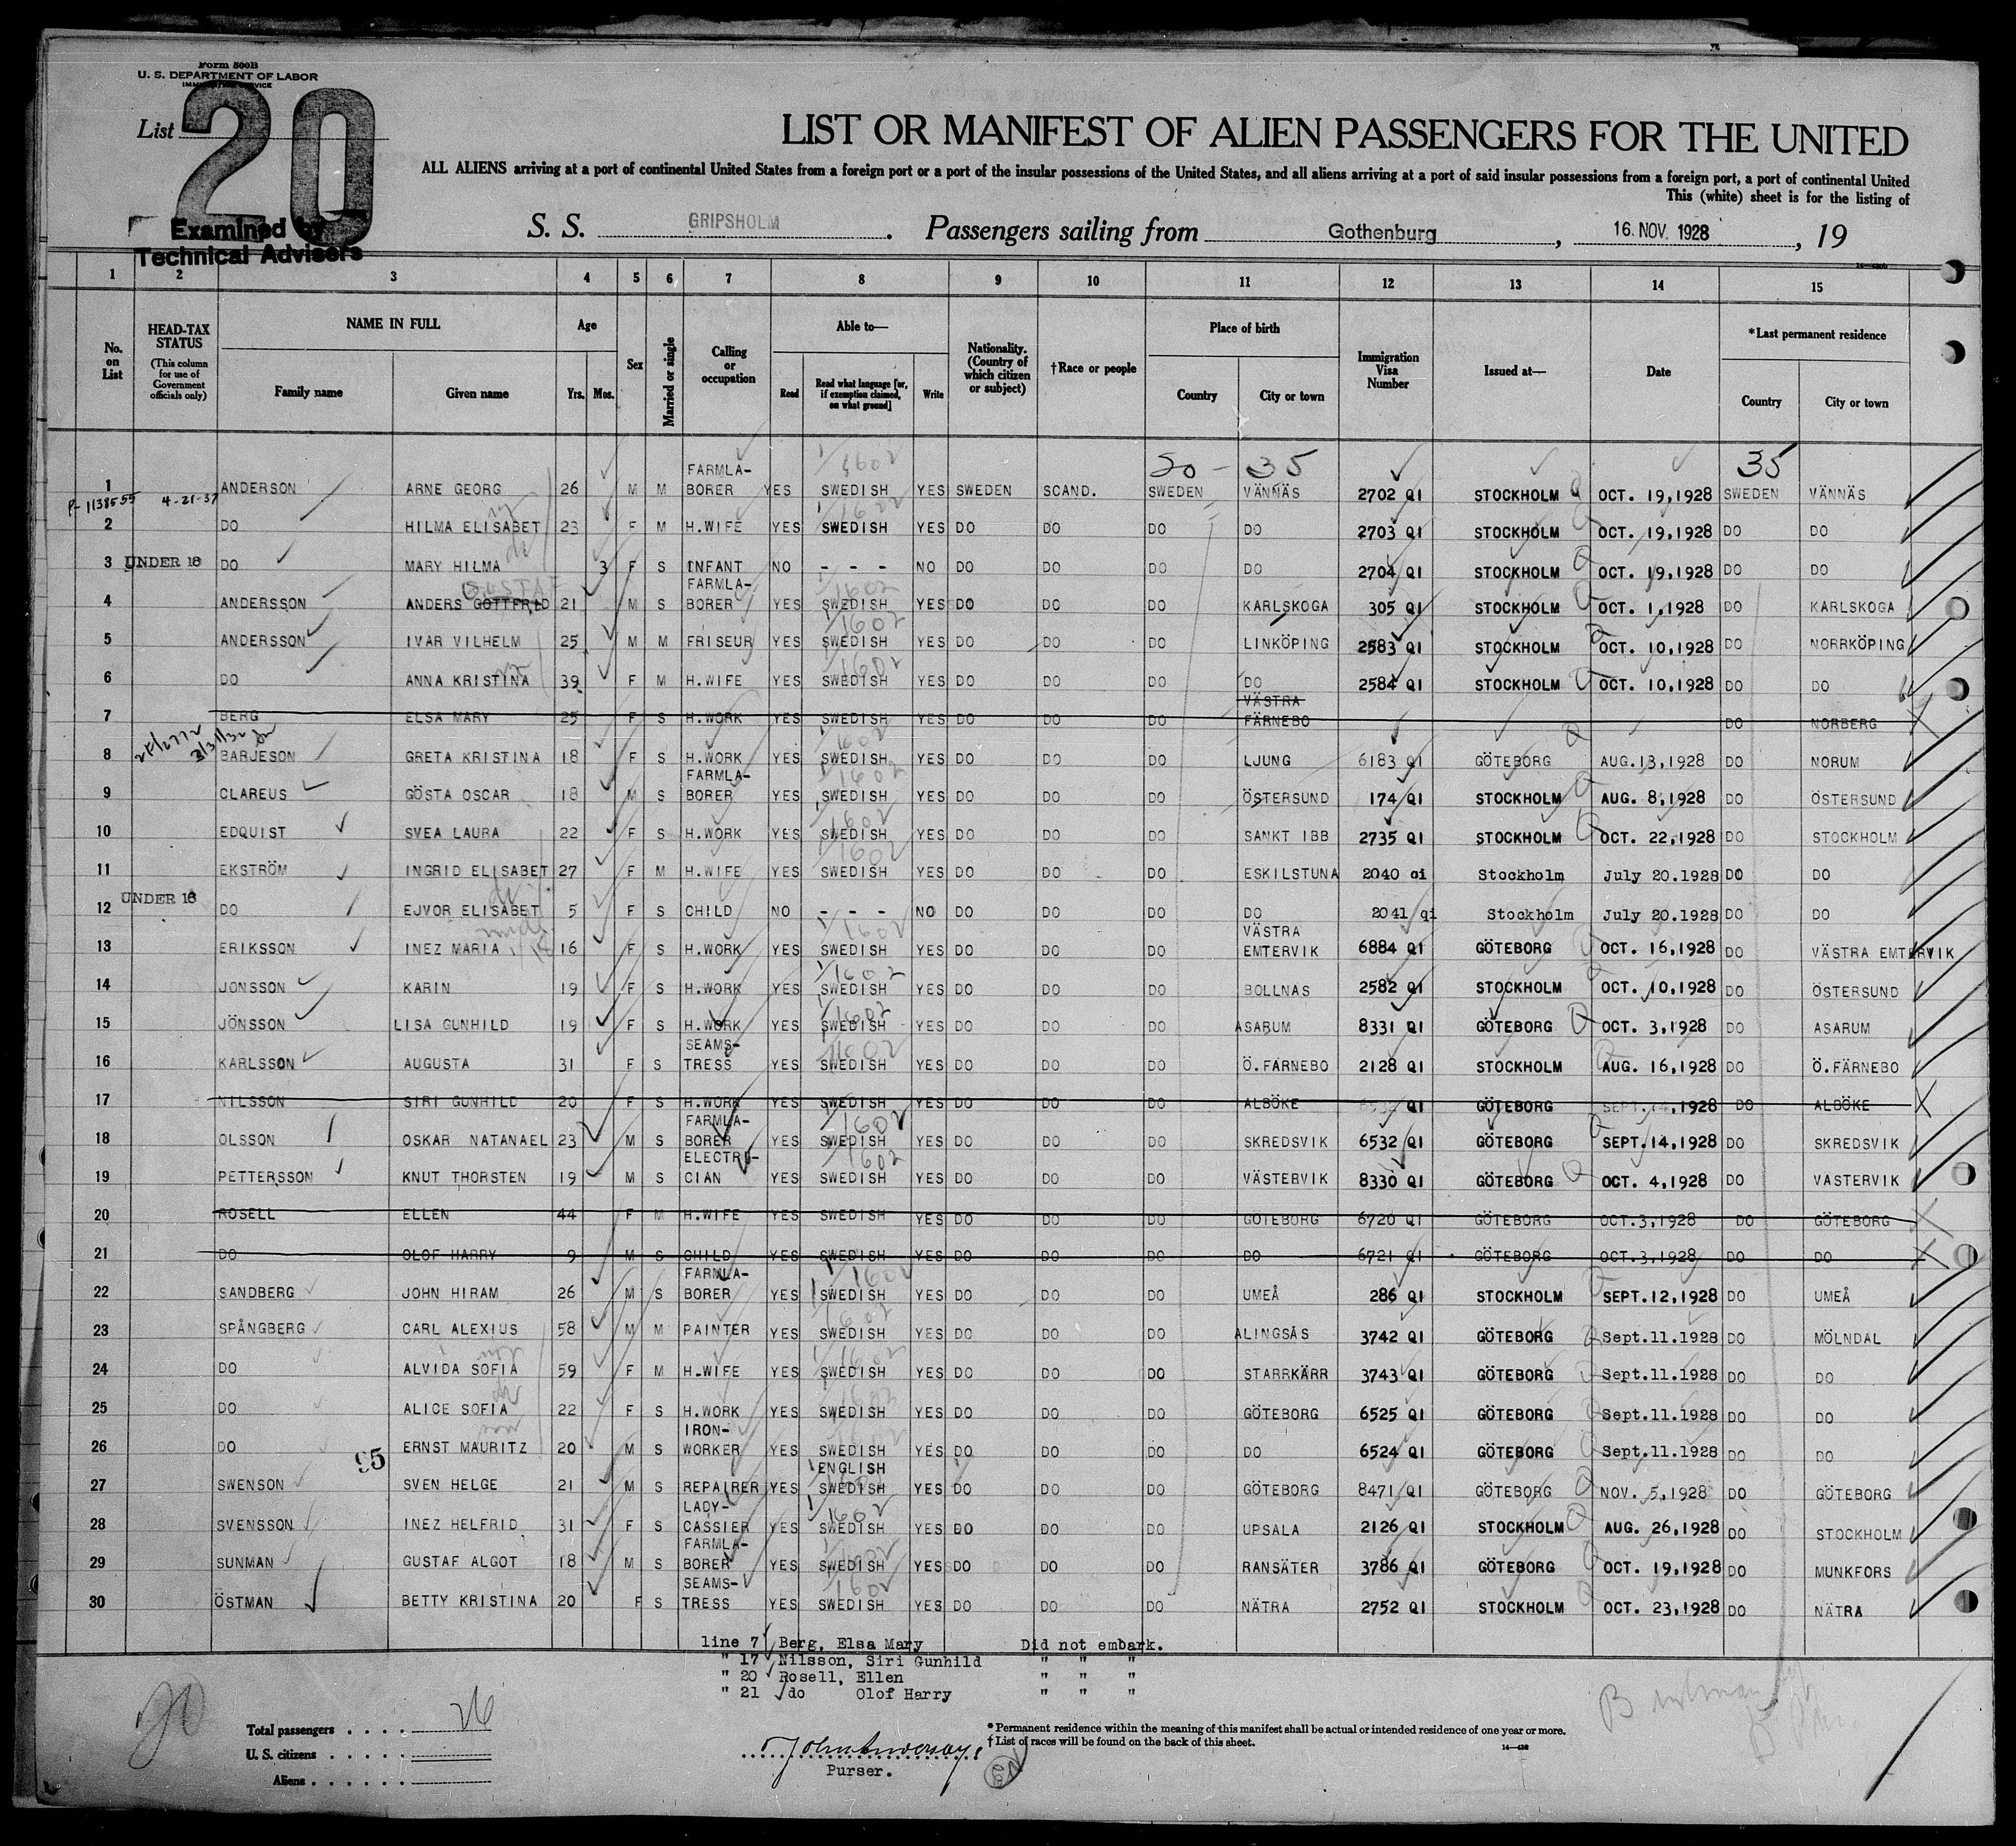 Form 500B
U. S. DEPARTMENT OF LABOR
IMMIGRATION SERVICE
List 20
Examined by
Technical Advisors
LIST OR MANIFEST OF ALIEN PASSENGERS FOR THE UNITED
ALL ALIENS arriving at a port of continental United States from a foreign port or a port of the insular possessions of the United States, and all aliens arriving at a port of said insular possessions from a foreign port, a port of continental United
This (white) sheet is for the listing of
S. S. GRIPSHOLM. Passengers sailing from Gothenburg, 16. NOV. 1928, 19
1 2 3 4 5 6 7 8 9 10 11 12 13 14 15
No. on List
HEAD-TAX STATUS
(This column for use of Government officials only)
NAME IN FULL
Family name
Given name
Age
Yrs. Mos.
Sex
Married or single
Calling or occupation
Able to—
Read
Read what language [or, if exemption claimed, on what ground]
Write
Nationality. (Country of which citizen or subject)
†Race or people
Place of birth
Country
City or town
Immigration Visa Number
Issued at—
Date
*Last permanent residence
Country
City or town
20 - 35 35
1 ANDERSON ARNE GEORG 26 M M FARMLA-BORER YES SWEDISH YES SWEDEN SCAND. SWEDEN VÄNNÄS 2702 QI STOCKHOLM OCT. 19,1928 SWEDEN VÄNNÄS
P-1138555 4-21-37
2 DO HILMA ELISABET 23 F M H.WIFE YES SWEDISH YES DO DO DO DO 2703 QI STOCKHOLM OCT. 19,1928 DO DO
3 UNDER 16 DO MARY HILMA 3 F S INFANT NO - - - NO DO DO DO DO 2704 QI STOCKHOLM OCT. 19,1928 DO DO
GUSTAF
4 ANDERSSON ANDERS GOTTFRID 21 M S FARMLA-BORER YES SWEDISH YES DO DO DO KARLSKOGA 305 QI STOCKHOLM OCT. 1,1928 DO KARLSKOGA
5 ANDERSSON IVAR VILHELM 25 M M FRISEUR YES SWEDISH YES DO DO DO LINKÖPING 2583 QI STOCKHOLM OCT. 10,1928 DO NORRKÖPING
6 DO ANNA KRISTINA 39 F M H.WIFE YES SWEDISH YES DO DO DO DO 2584 QI STOCKHOLM OCT. 10,1928 DO DO
7 BERG ELSA MARY 25 F S H.WORK YES SWEDISH YES DO DO DO VÄSTRA FÄRNEBO DO NORBERG
8 BARJESON GRETA KRISTINA 18 F S H.WORK YES SWEDISH YES DO DO DO LJUNG 6183 QI GÖTEBORG AUG.13,1928 DO NORUM
9 CLAREUS GÖSTA OSCAR 18 M S FARMLA-BORER YES SWEDISH YES DO DO DO ÖSTERSUND 174 QI STOCKHOLM AUG. 8,1928 DO ÖSTERSUND
10 EDQUIST SVEA LAURA 22 F S H.WORK YES SWEDISH YES DO DO DO SANKT IBB 2735 QI STOCKHOLM OCT. 22,1928 DO STOCKHOLM
11 EKSTRÖM INGRID ELISABET 27 F M H.WIFE YES SWEDISH YES DO DO DO ESKILSTUNA 2040 qi Stockholm July 20.1928 DO DO
12 UNDER 16 DO EJVOR ELISABET 5 F S CHILD NO - - - NO DO DO DO DO 2041 qi Stockholm July 20.1928 DO DO
13 ERIKSSON INEZ MARIA 16 F S H.WORK YES SWEDISH YES DO DO DO VÄSTRA EMTERVIK 6884 QI GÖTEBORG OCT. 16,1928 DO VÄSTRA EMTERVIK
14 JONSSON KARIN 19 F S H.WORK YES SWEDISH YES DO DO DO BOLLNAS 2582 QI STOCKHOLM OCT. 10,1928 DO ÖSTERSUND
15 JÖNSSON LISA GUNHILD 19 F S H.WORK YES SWEDISH YES DO DO DO ASARUM 8331 QI GÖTEBORG OCT. 3,1928 DO ASARUM
16 KARLSSON AUGUSTA 31 F S SEAMS-TRESS YES SWEDISH YES DO DO DO Ö.FARNEBO 2128 QI STOCKHOLM AUG. 16,1928 DO Ö.FÄRNEBO
17 NILSSON SIRI GUNHILD 20 F S H.WORK YES SWEDISH YES DO DO DO ALBÖKE QI GÖTEBORG SEPT.14,1928 DO ALBÖKE
18 OLSSON OSKAR NATANAEL 23 M S FARMLA-BORER YES SWEDISH YES DO DO DO SKREDSVIK 6532 QI GÖTEBORG SEPT.14,1928 DO SKREDSVIK
19 PETTERSSON KNUT THORSTEN 19 M S ELECTRI-CIAN YES SWEDISH YES DO DO DO VÄSTERVIK 8330 QI GÖTEBORG OCT. 4,1928 DO VASTERVIK
20 ROSELL ELLEN 44 F M H.WIFE YES SWEDISH YES DO DO DO GÖTEBORG 6720 QI GÖTEBORG OCT.3,1928 DO GÖTEBORG
21 DO OLOF HARRY 9 M S CHILD YES SWEDISH YES DO DO DO DO 6721 QI GÖTEBORG OCT.3,1928 DO DO
22 SANDBERG JOHN HIRAM 26 M S FARMLA-BORER YES SWEDISH YES DO DO DO UMEÅ 286 QI STOCKHOLM SEPT.12,1928 DO UMEÅ
23 SPÅNGBERG CARL ALEXIUS 58 M M PAINTER YES SWEDISH YES DO DO DO ALINGSÅS 3742 QI GÖTEBORG Sept.11.1928 DO MÖLNDAL
24 DO ALVIDA SOFIA 59 F M H.WIFE YES SWEDISH YES DO DO DO STARRKÄRR 3743 QI GÖTEBORG Sept.11.1928 DO DO
25 DO ALICE SOFIA 22 F S H.WORK YES SWEDISH YES DO DO DO GÖTEBORG 6525 QI GÖTEBORG Sept.11.1928 DO DO
26 DO ERNST MAURITZ 20 M S IRON-WORKER YES SWEDISH YES DO DO DO DO 6524 QI GÖTEBORG Sept.11.1928 DO DO
95
27 SWENSON SVEN HELGE 21 M S REPAIRER YES ENGLISH SWEDISH YES DO DO DO GÖTEBORG 8471 QI GÖTEBORG NOV. 5,1928 DO GÖTEBORG
28 SVENSSON INEZ HELFRID 31 F S LADY-CASSIER YES SWEDISH YES DO DO DO UPSALA 2126 QI STOCKHOLM AUG. 26,1928 DO STOCKHOLM
29 SUNMAN GUSTAF ALGOT 18 M S FARMLA-BORER YES SWEDISH YES DO DO DO RANSÄTER 3786 QI GÖTEBORG OCT. 19,1928 DO MUNKFORS
30 ÖSTMAN BETTY KRISTINA 20 F S SEAMS-TRESS YES SWEDISH YES DO DO DO NÄTRA 2752 QI STOCKHOLM OCT. 23,1928 DO NÄTRA
line 7 Berg, Elsa Mary Did not embark.
" 17 Nilsson, Siri Gunhild " " "
" 20 Rosell, Ellen " " "
" 21 do Olof Harry " " "
20
Total passengers . . . . 26
U. S. citizens . . . . .
Aliens . . . . . .
Purser.
* Permanent residence within the meaning of this manifest shall be actual or intended residence of one year or more.
† List of races will be found on the back of this sheet.